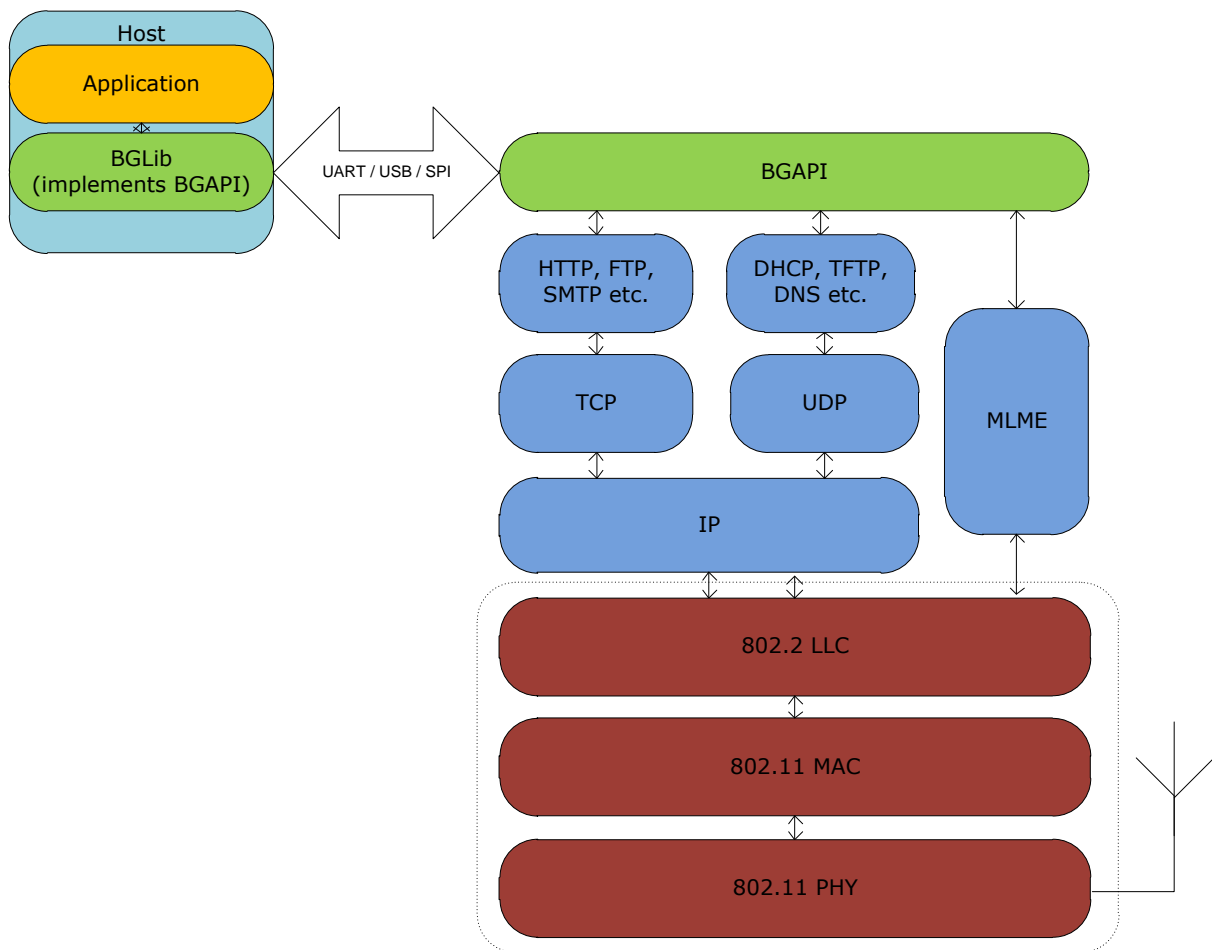 Host
Application
BGLib
(implements BGAPI)
UART / USB / SPI
BGAPI
HTTP, FTP,
SMTP etc.
DHCP, TFTP,
DNS etc.
TCP
UDP
MLME
IP
802.2 LLC
802.11 MAC
802.11 PHY